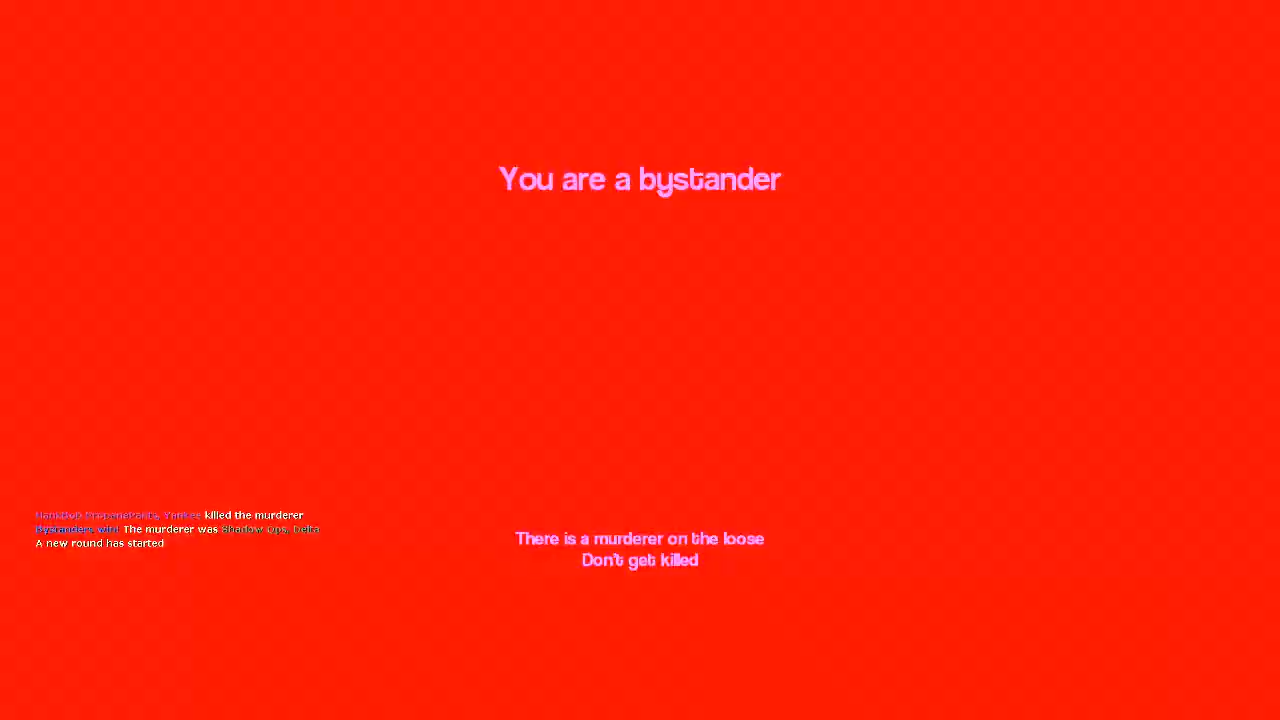 You are a bystander
killed the murderer
Bystanders win! The murderer was Shadow Ops, Delta
A new round has started
There is a murderer on the loose
Don't get killed